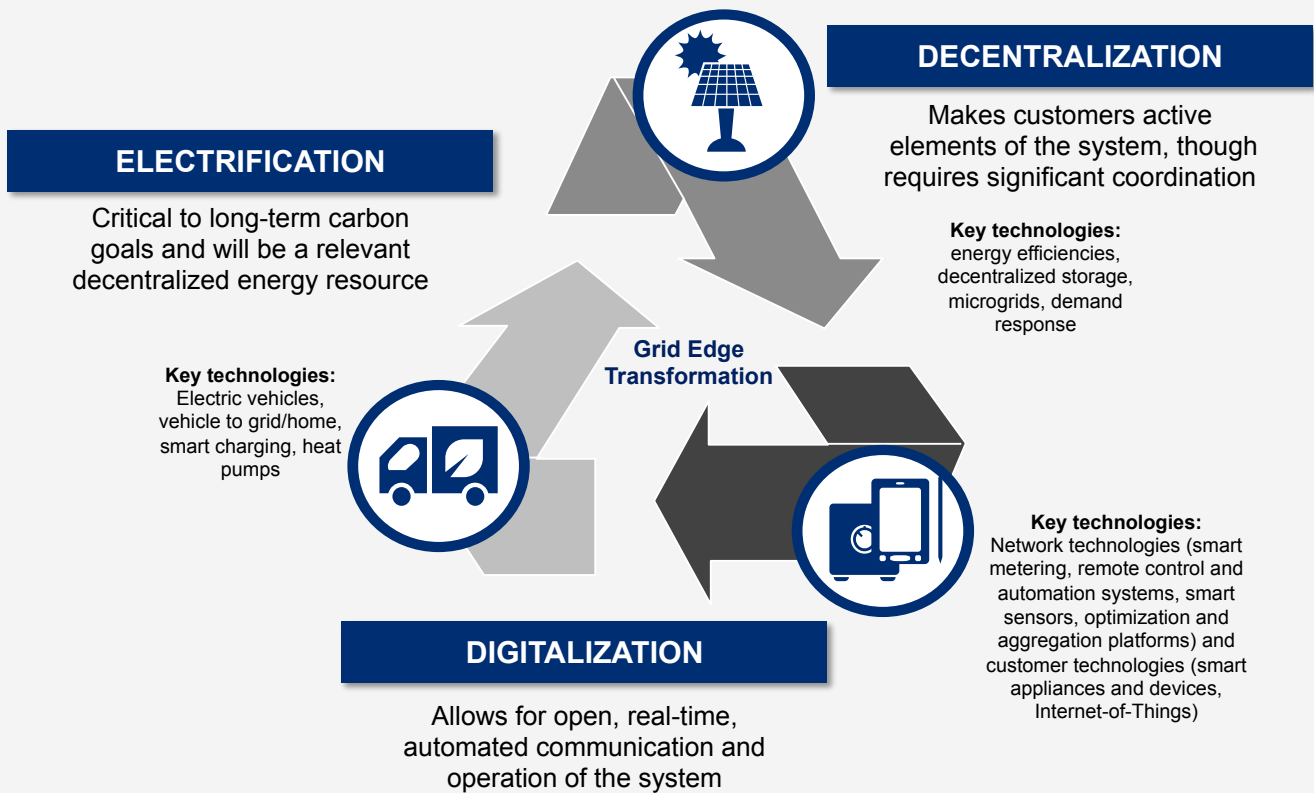 DECENTRALIZATION
Makes customers active
elements of the system, though
requires significant coordination
Key technologies:
energy efficiencies,
decentralized storage,
microgrids, demand
response
ELECTRIFICATION
Critical to long-term carbon
goals and will be a relevant
decentralized energy resource
Key technologies:
Electric vehicles,
vehicle to grid/home,
smart charging, heat
pumps
Grid Edge
Transformation
Key technologies:
Network technologies (smart
metering, remote control and
automation systems, smart
sensors, optimization and
aggregation platforms) and
customer technologies (smart
appliances and devices,
Internet-of-Things)
DIGITALIZATION
Allows for open, real-time,
automated communication and
operation of the system